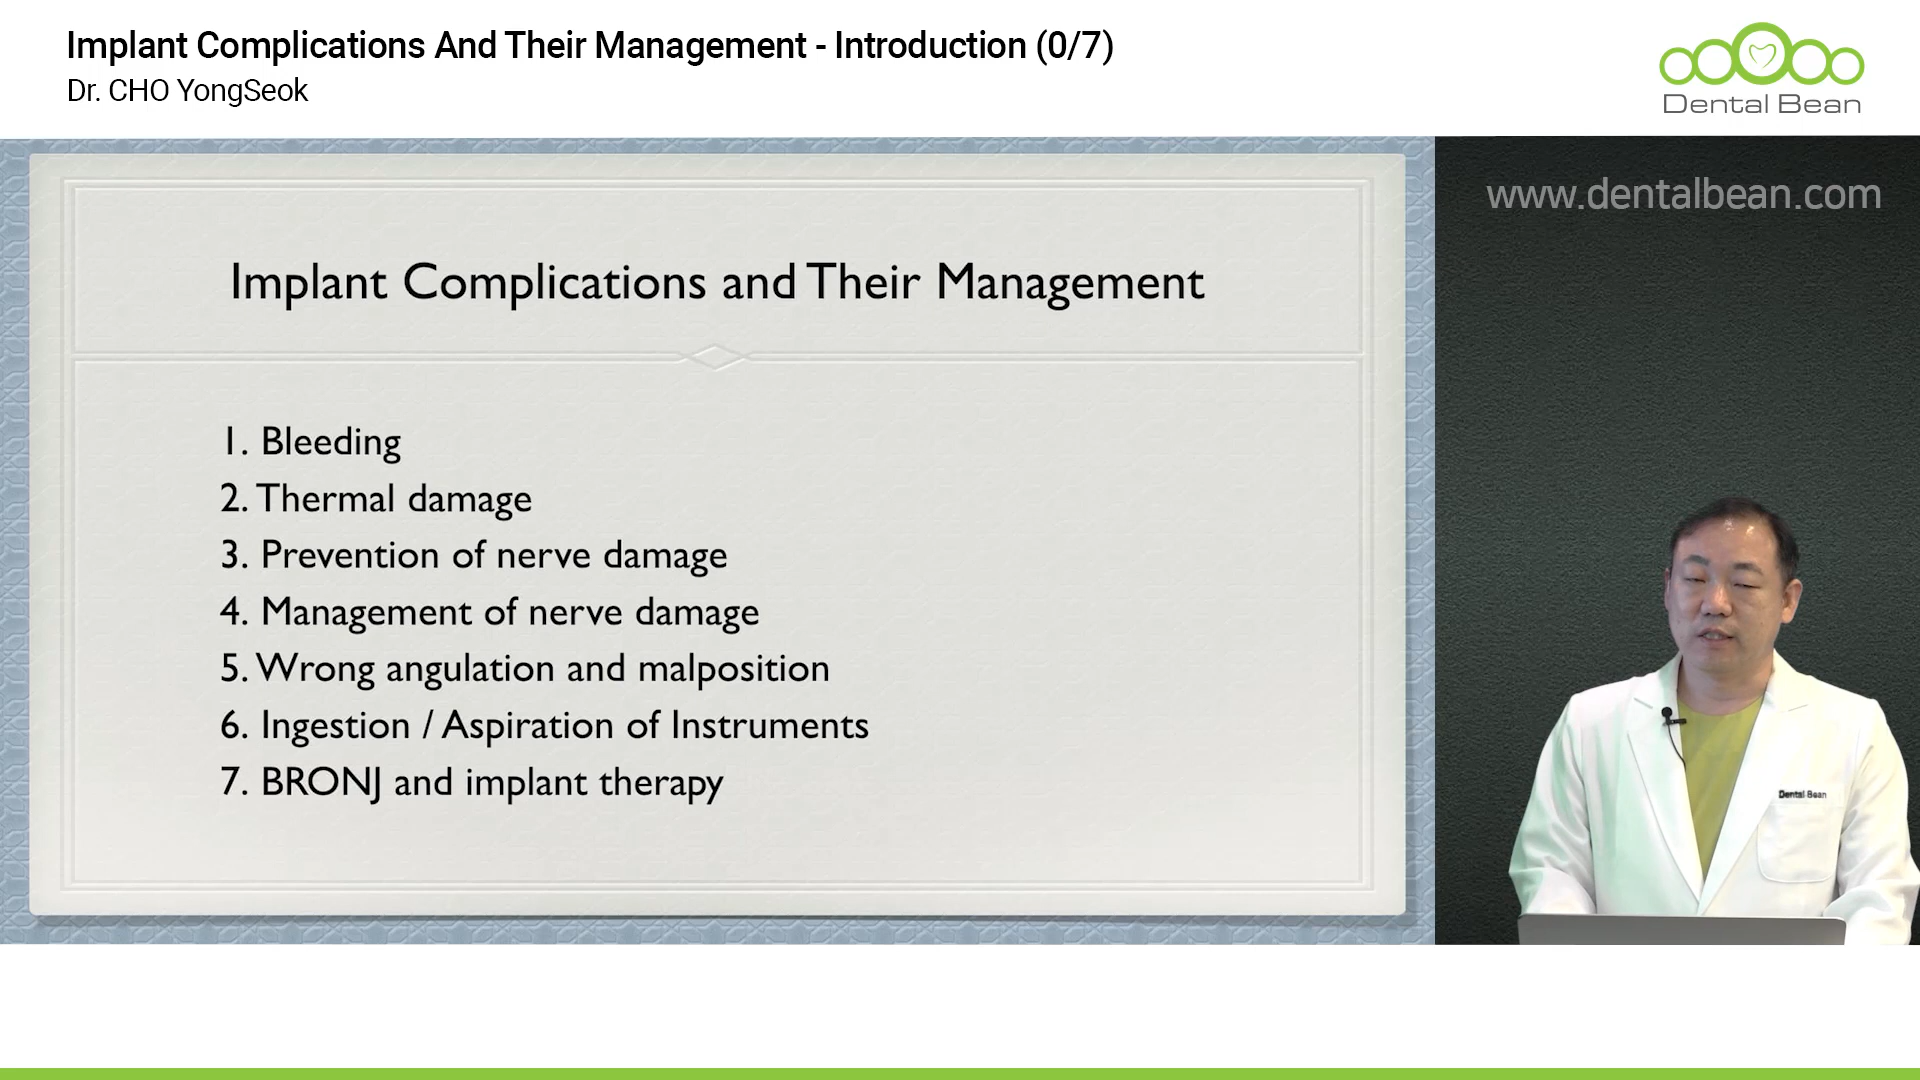 Implant Complications And Their Management - Introduction (0/7)
Dr. CHO YongSeok
Dental Bean
www.dentalbean.com
Implant Complications and Their Management
1. Bleeding
2. Thermal damage
3. Prevention of nerve damage
4. Management of nerve damage
5. Wrong angulation and malposition
6. Ingestion / Aspiration of Instruments
7. BRONJ and implant therapy
Dental Bean